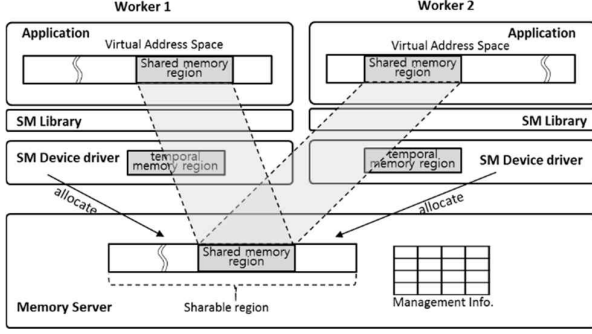 Worker 1
Worker 2
Application
Virtual Address Space
Shared memory
region
Application
Virtual Address Space
Shared memory
region
SM Library
SM Library
SM Device driver
temporal
memory region
temporal
memory region
SM Device driver
allocate
allocate
Shared memory
region
Sharable region
Management Info.
Memory Server